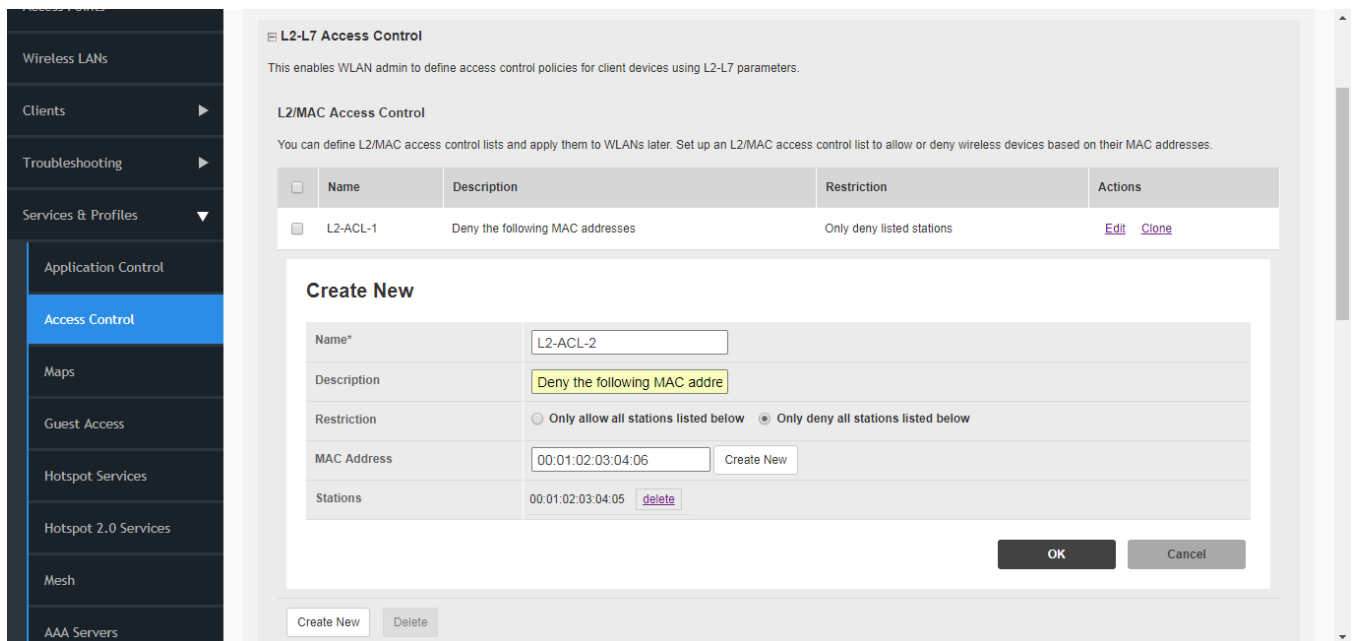 Access Points
Wireless LANs
Clients
Troubleshooting
Services & Profiles
Application Control
Access Control
Maps
Guest Access
Hotspot Services
Hotspot 2.0 Services
Mesh
AAA Servers
L2-L7 Access Control
This enables WLAN admin to define access control policies for client devices using L2-L7 parameters.
L2/MAC Access Control
You can define L2/MAC access control lists and apply them to WLANs later. Set up an L2/MAC access control list to allow or deny wireless devices based on their MAC addresses.
Name Description Restriction Actions
L2-ACL-1 Deny the following MAC addresses Only deny listed stations Edit Clone
Create New
Name* L2-ACL-2
Description Deny the following MAC addre
Restriction Only allow all stations listed below Only deny all stations listed below
MAC Address 00:01:02:03:04:06 Create New
Stations 00:01:02:03:04:05 delete
OK Cancel
Create New Delete